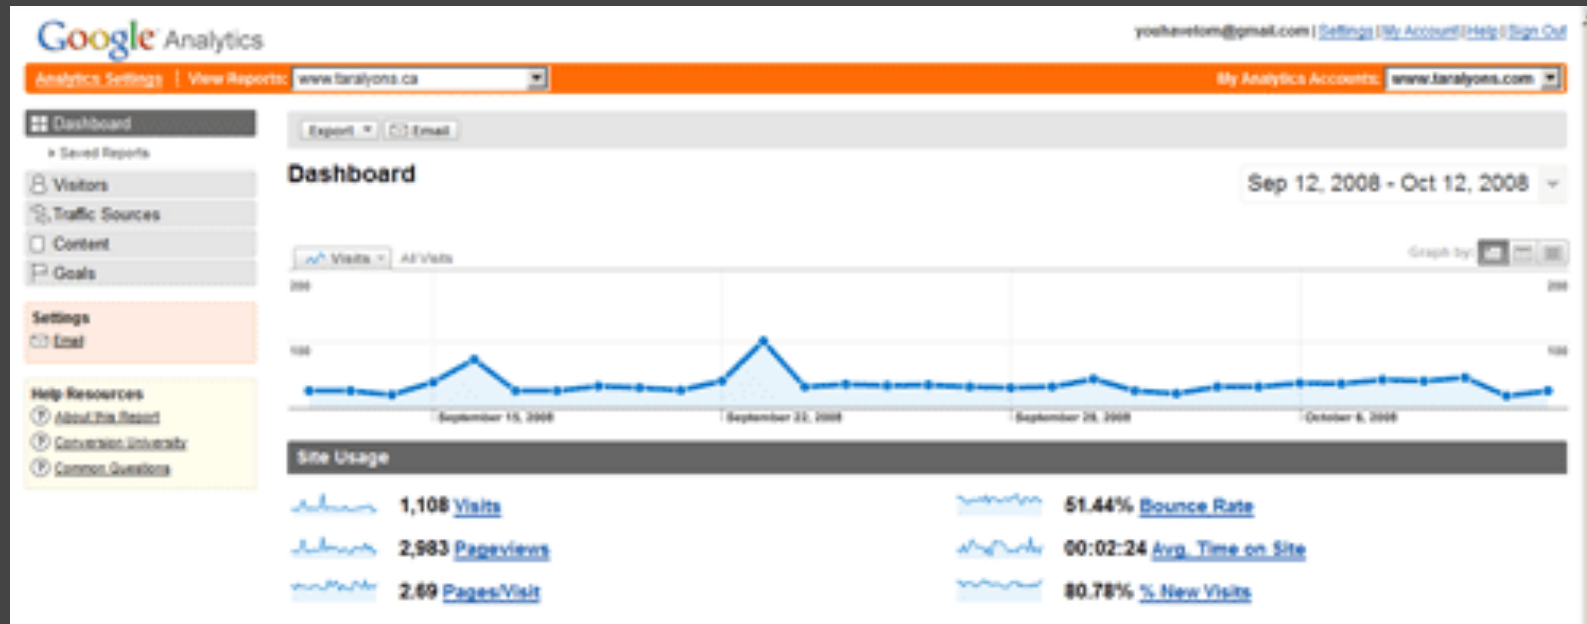 Google Analytics
youhavetom@gmail.com | Settings | My Account | Help | Sign Out
Analytics Settings | View Reports: www.taralyons.ca
My Analytics Accounts: www.taralyons.com
Dashboard
Saved Reports
Visitors
Traffic Sources
Content
Goals
Settings
Email
Help Resources
About this Report
Conversion University
Common Questions
Export Email
Dashboard
Sep 12, 2008 - Oct 12, 2008
Visits All Visits
Graph by:
200 200
100 100
September 15, 2008 September 22, 2008 September 29, 2008 October 6, 2008
Site Usage
1,108 Visits
51.44% Bounce Rate
2,983 Pageviews
00:02:24 Avg. Time on Site
2.69 Pages/Visit
80.78% % New Visits